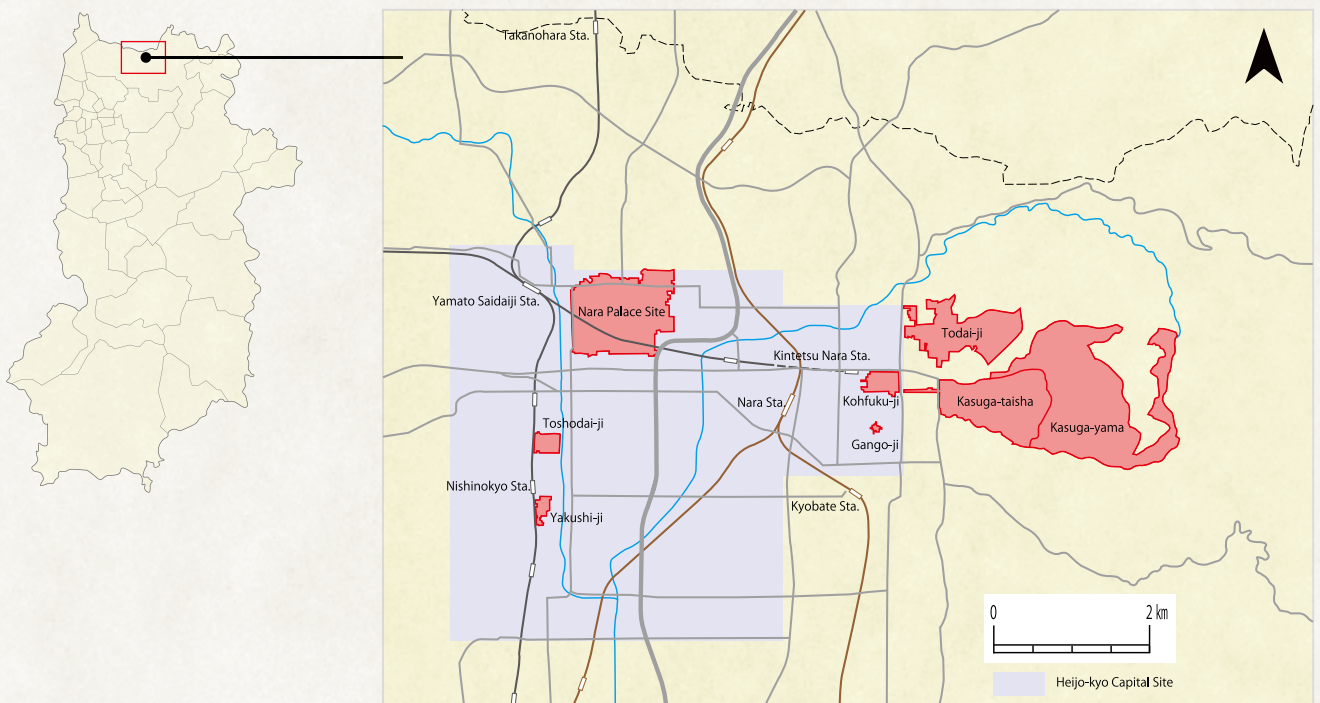 Takanohara Sta.
Yamato Saidaiji Sta.
Nara Palace Site
Todai-ji
Kintetsu Nara Sta.
Nara Sta.
Kohfuku-ji
Kasuga-taisha
Kasuga-yama
Toshodai-ji
Gango-ji
Nishinokyo Sta.
Yakushi-ji
Kyobate Sta.
0 2 km
Heijo-kyo Capital Site